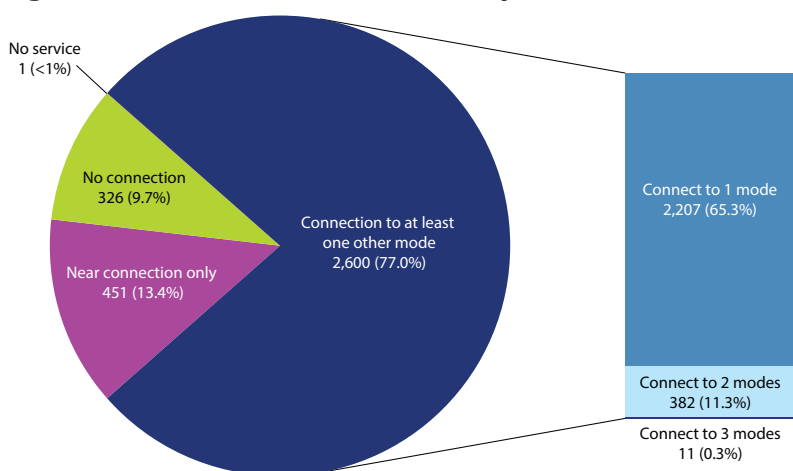 No service
1 (<1%)
No connection
326 (9.7%)
Near connection only
451 (13.4%)
Connection to at least
one other mode
2,600 (77.0%)
Connect to 1 mode
2,207 (65.3%)
Connect to 2 modes
382 (11.3%)
Connect to 3 modes
11 (0.3%)